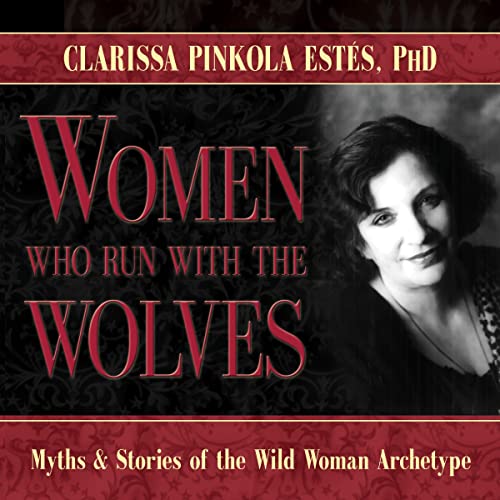 CLARISSA PINKOLA ESTÉS, PHD
WOMEN
WHO RUN WITH THE
WOLVES
Myths & Stories of the Wild Woman Archetype